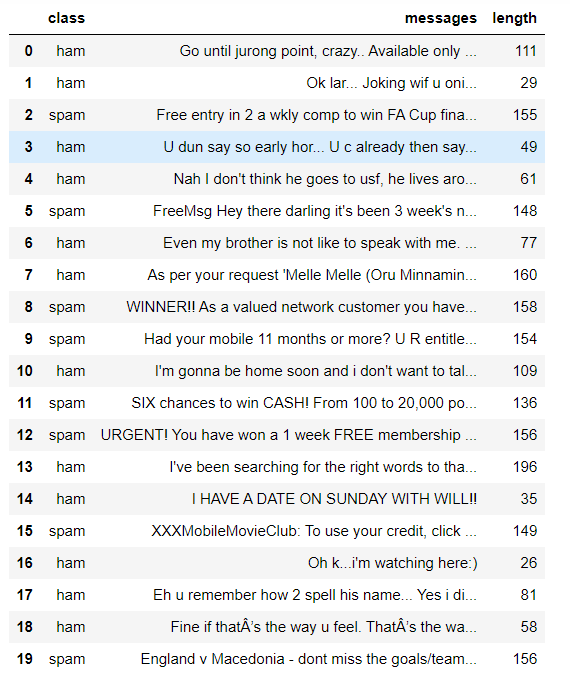 class messages length
0 ham Go until jurong point, crazy.. Available only ... 111
1 ham Ok lar... Joking wif u oni... 29
2 spam Free entry in 2 a wkly comp to win FA Cup fina... 155
3 ham U dun say so early hor... U c already then say... 49
4 ham Nah I don't think he goes to usf, he lives aro... 61
5 spam FreeMsg Hey there darling it's been 3 week's n... 148
6 ham Even my brother is not like to speak with me. ... 77
7 ham As per your request 'Melle Melle (Oru Minnamin... 160
8 spam WINNER!! As a valued network customer you have... 158
9 spam Had your mobile 11 months or more? U R entitle... 154
10 ham I'm gonna be home soon and i don't want to tal... 109
11 spam SIX chances to win CASH! From 100 to 20,000 po... 136
12 spam URGENT! You have won a 1 week FREE membership ... 156
13 ham I've been searching for the right words to tha... 196
14 ham I HAVE A DATE ON SUNDAY WITH WILL!! 35
15 spam XXXMobileMovieClub: To use your credit, click ... 149
16 ham Oh k...i'm watching here:) 26
17 ham Eh u remember how 2 spell his name... Yes i di... 81
18 ham Fine if thatÂ’s the way u feel. ThatÂ’s the wa... 58
19 spam England v Macedonia - dont miss the goals/team... 156